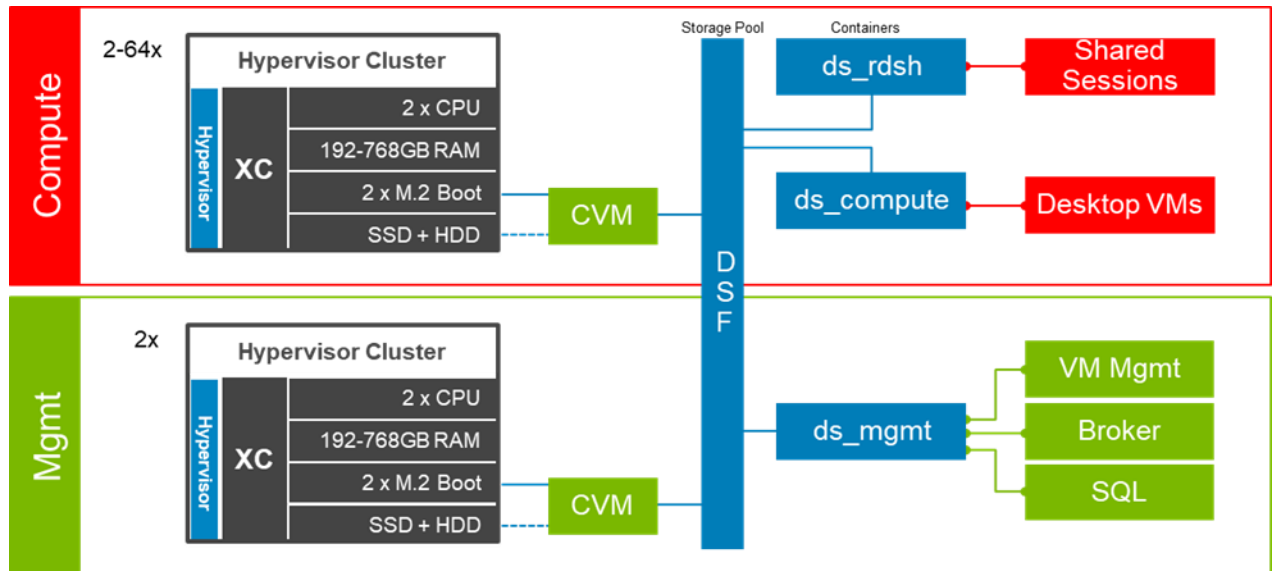 Compute
2-64x
Hypervisor Cluster
Hypervisor
XC
2 x CPU
192-768GB RAM
2 x M.2 Boot
SSD + HDD
CVM
Storage Pool
Containers
DSF
ds_rdsh
ds_compute
Shared
Sessions
Desktop VMs
Mgmt
2x
Hypervisor Cluster
Hypervisor
XC
2 x CPU
192-768GB RAM
2 x M.2 Boot
SSD + HDD
CVM
ds_mgmt
VM Mgmt
Broker
SQL